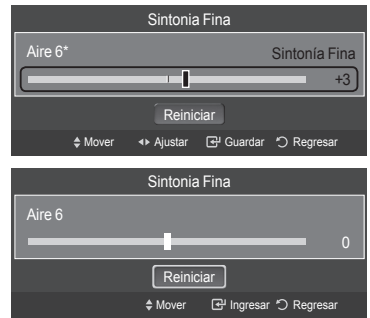 Sintonia Fina
Aire 6* Sintonía Fina
+3
Reiniciar
Mover Ajustar Guardar Regresar
Sintonia Fina
Aire 6
0
Reiniciar
Mover Ingresar Regresar